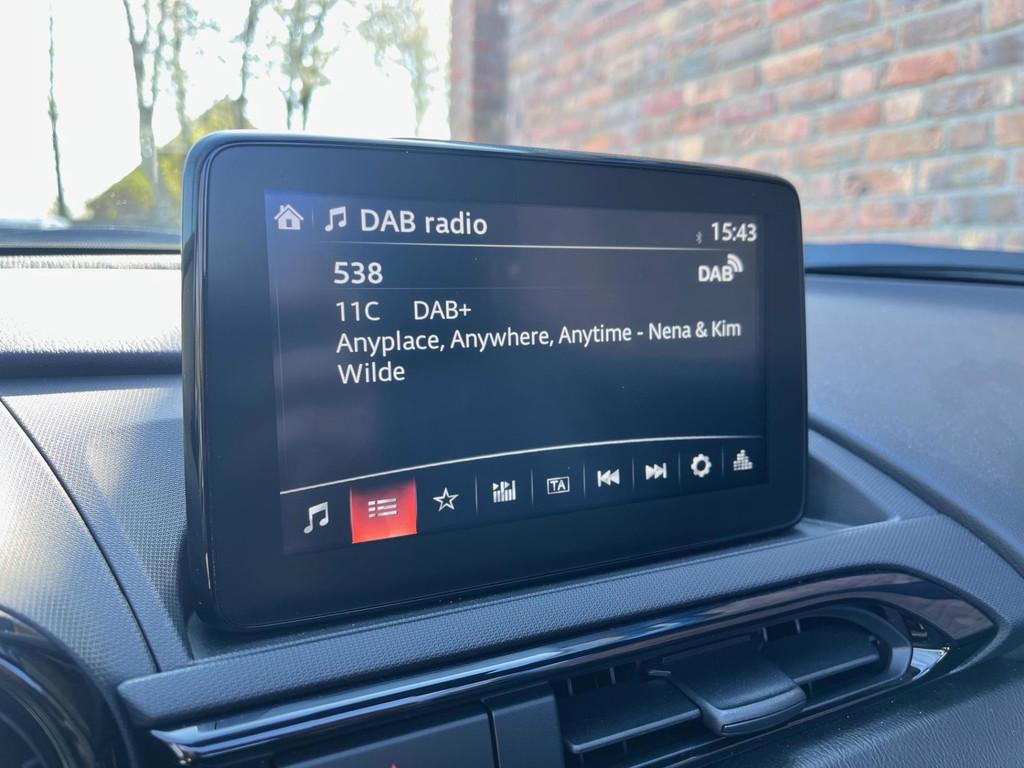 DAB radio
15:43
538
DAB
11C DAB+
Anyplace, Anywhere, Anytime - Nena & Kim
Wilde
TA